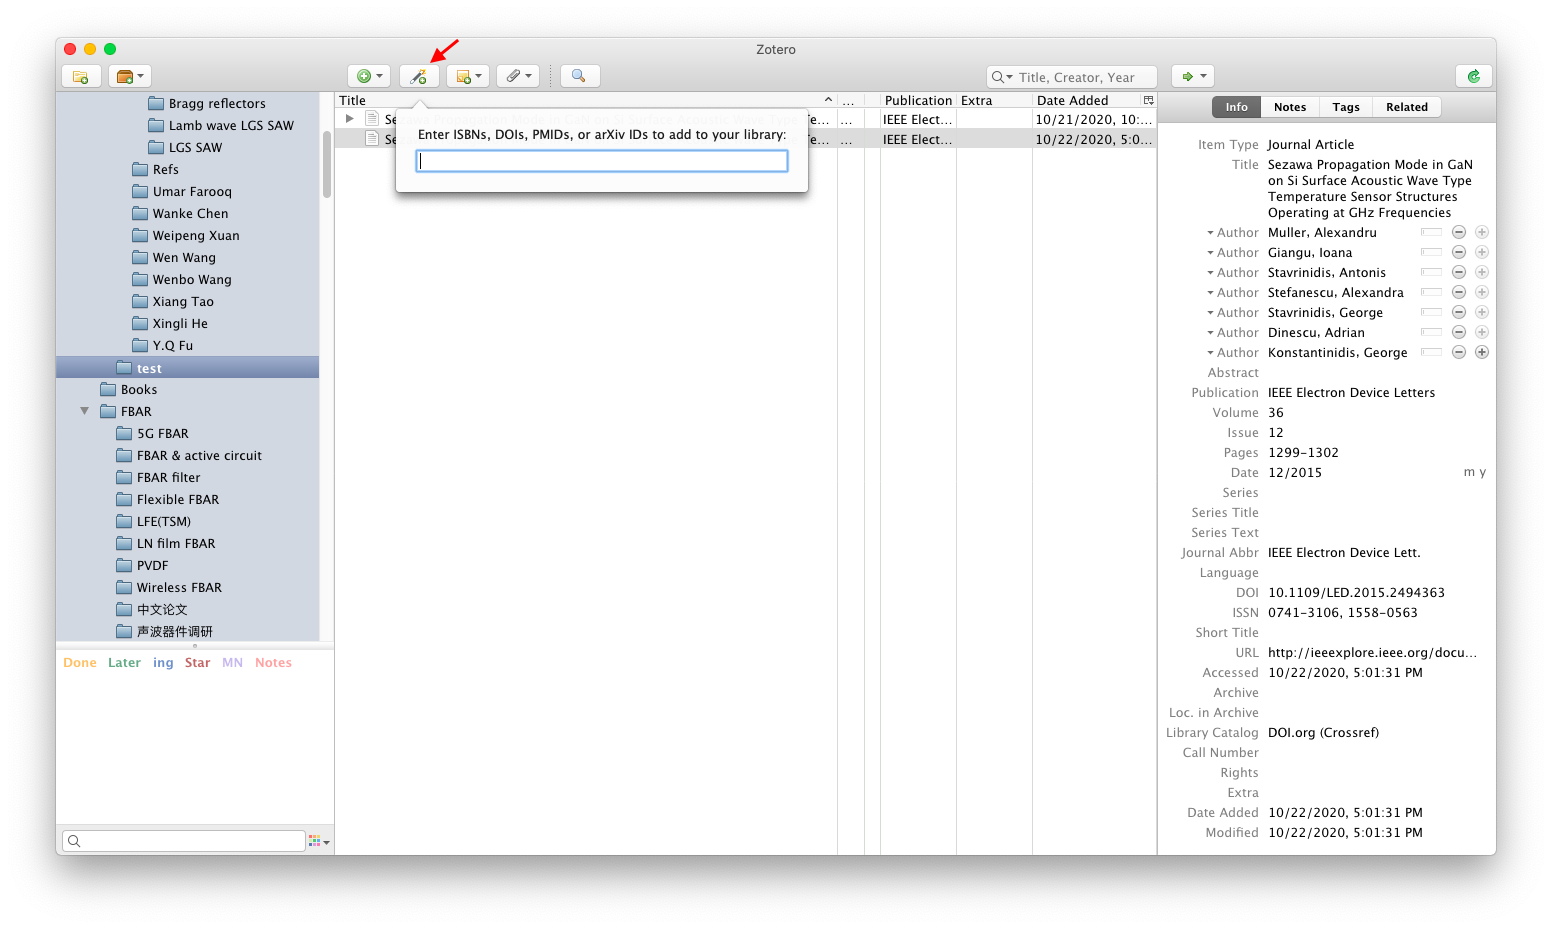 Zotero
Title, Creator, Year
Bragg reflectors
Lamb wave LGS SAW
LGS SAW
Refs
Umar Farooq
Wanke Chen
Weipeng Xuan
Wen Wang
Wenbo Wang
Xiang Tao
Xingli He
Y.Q Fu
test
Books
FBAR
5G FBAR
FBAR & active circuit
FBAR filter
Flexible FBAR
LFE(TSM)
LN film FBAR
PVDF
Wireless FBAR
中文论文
声波器件调研
Done Later ing Star MN Notes
Title ... Publication Extra Date Added
... IEEE Elect... 10/21/2020, 10:...
... IEEE Elect... 10/22/2020, 5:0...
Enter ISBNs, DOIs, PMIDs, or arXiv IDs to add to your library:
Info Notes Tags Related
Item Type Journal Article
Title Sezawa Propagation Mode in GaN
on Si Surface Acoustic Wave Type
Temperature Sensor Structures
Operating at GHz Frequencies
Author Muller, Alexandru
Author Giangu, Ioana
Author Stavrinidis, Antonis
Author Stefanescu, Alexandra
Author Stavrinidis, George
Author Dinescu, Adrian
Author Konstantinidis, George
Abstract
Publication IEEE Electron Device Letters
Volume 36
Issue 12
Pages 1299-1302
Date 12/2015 m y
Series
Series Title
Series Text
Journal Abbr IEEE Electron Device Lett.
Language
DOI 10.1109/LED.2015.2494363
ISSN 0741-3106, 1558-0563
Short Title
URL http://ieeexplore.ieee.org/docu...
Accessed 10/22/2020, 5:01:31 PM
Archive
Loc. in Archive
Library Catalog DOI.org (Crossref)
Call Number
Rights
Extra
Date Added 10/22/2020, 5:01:31 PM
Modified 10/22/2020, 5:01:31 PM